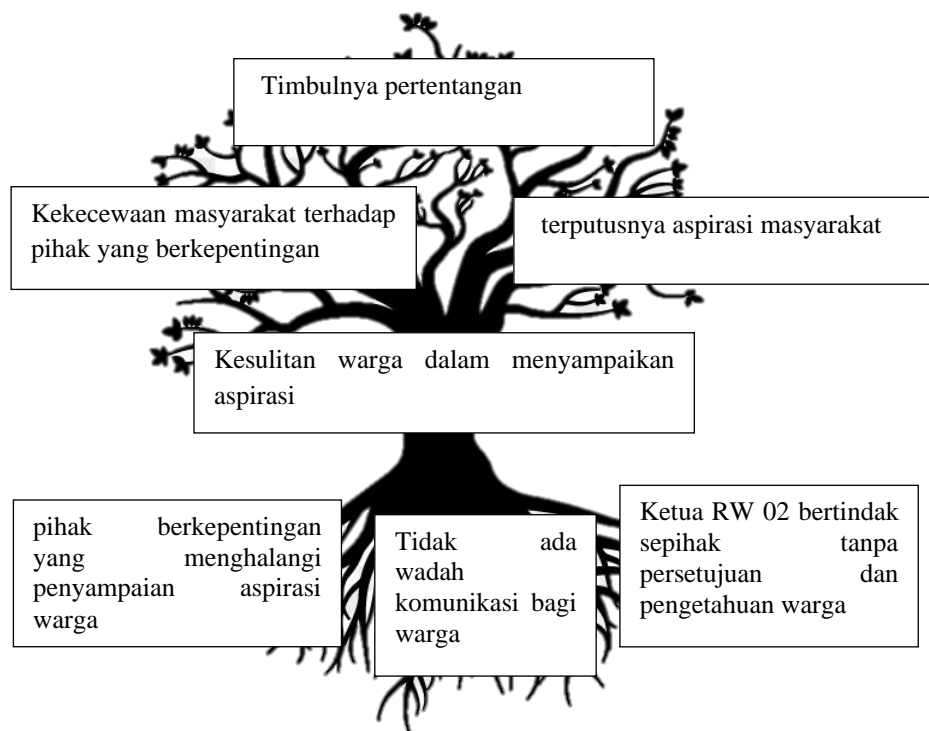 Timbulnya pertentangan
Kekecewaan masyarakat terhadap
pihak yang berkepentingan
terputusnya aspirasi masyarakat
Kesulitan warga dalam menyampaikan
aspirasi
pihak berkepentingan
yang menghalangi
penyampaian aspirasi
warga
Tidak ada
wadah
komunikasi bagi
warga
Ketua RW 02 bertindak
sepihak tanpa
persetujuan dan
pengetahuan warga